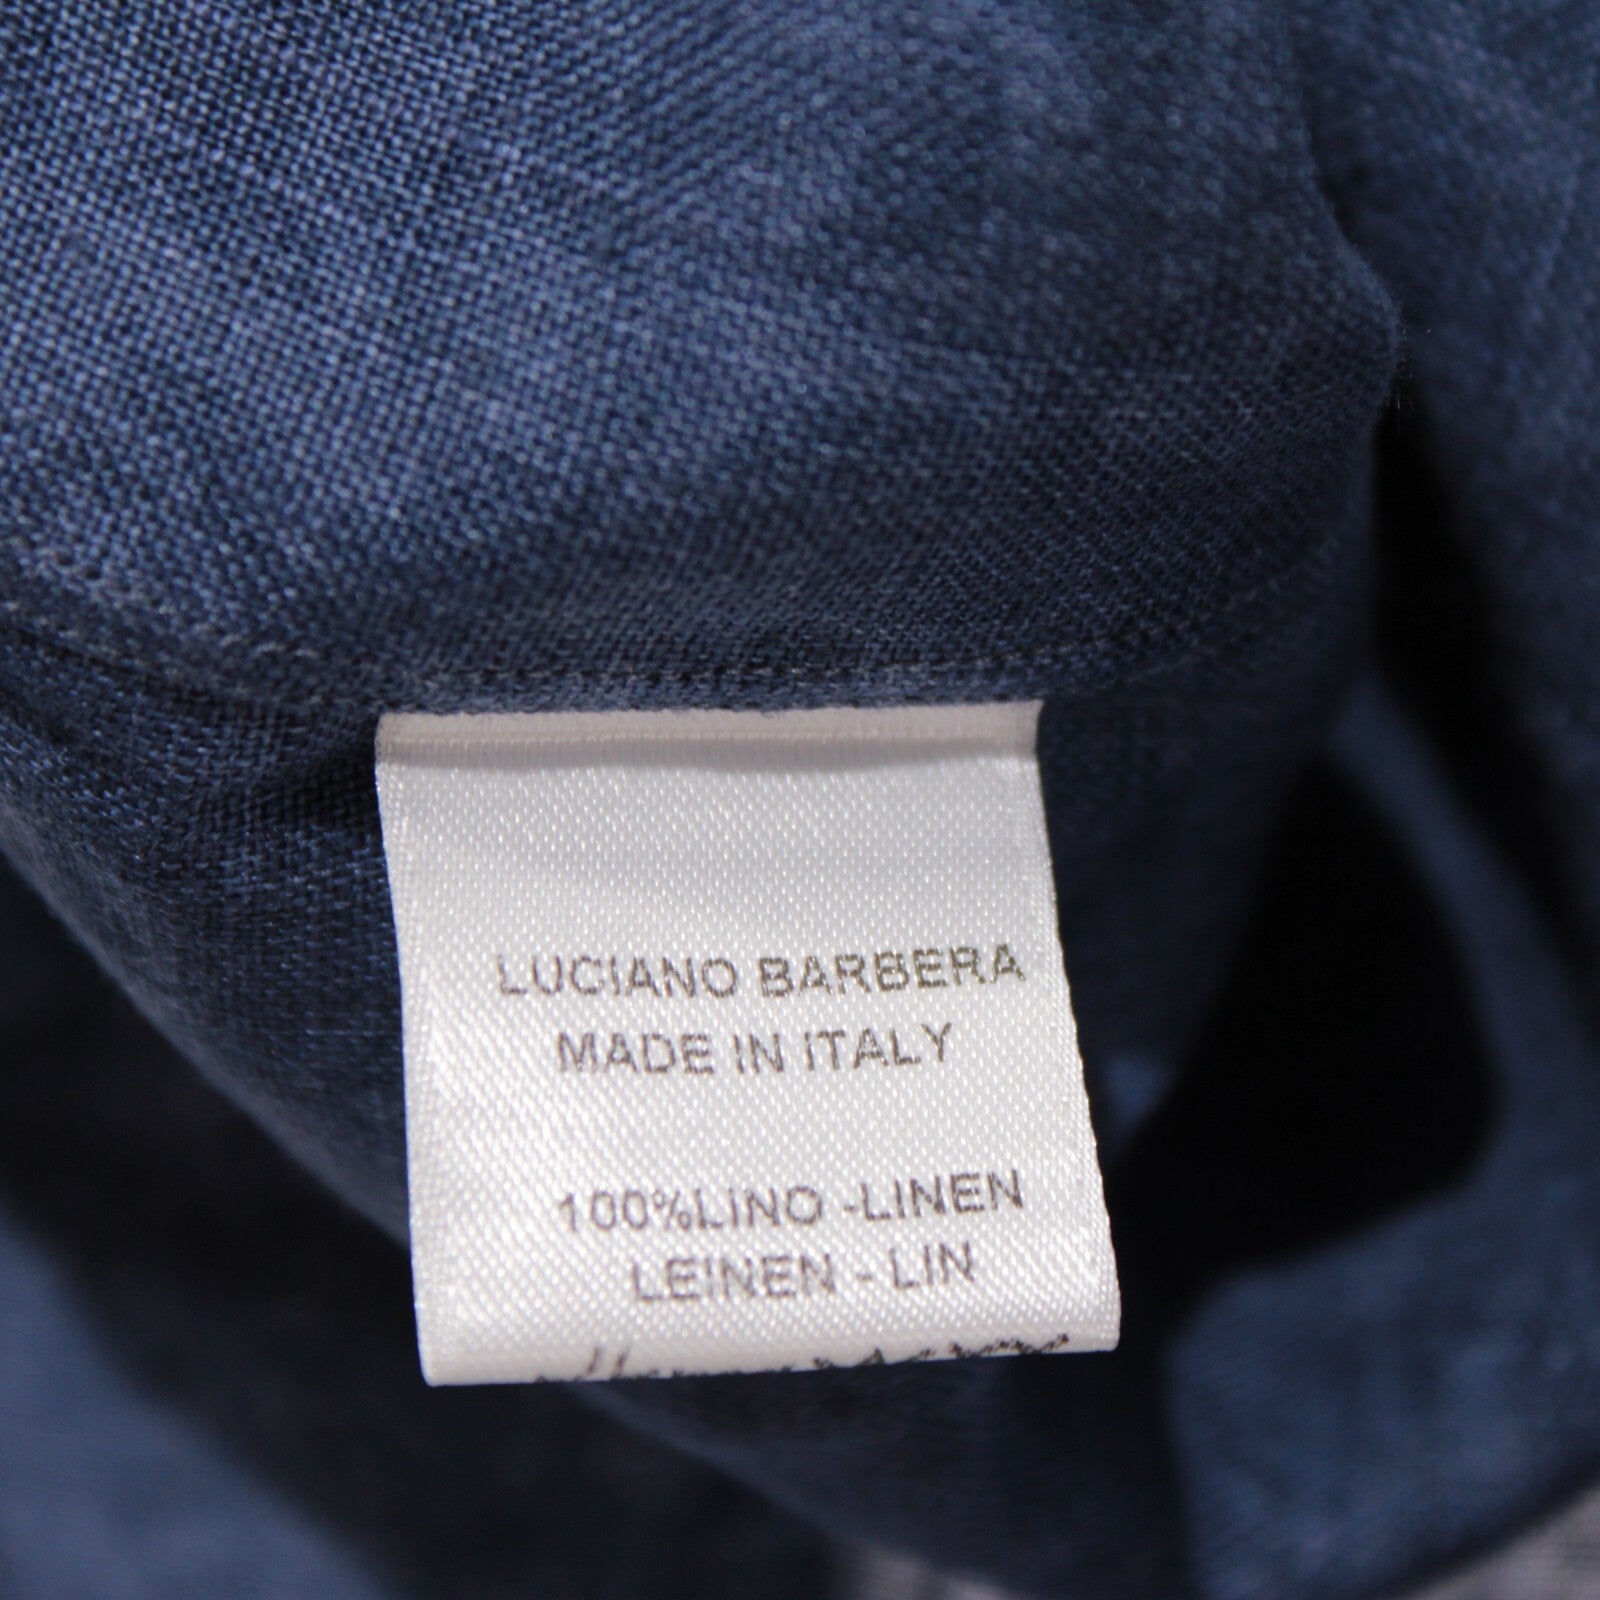 LUCIANO BARBERA
MADE IN ITALY
100%LINO -LINEN
LEINEN - LIN